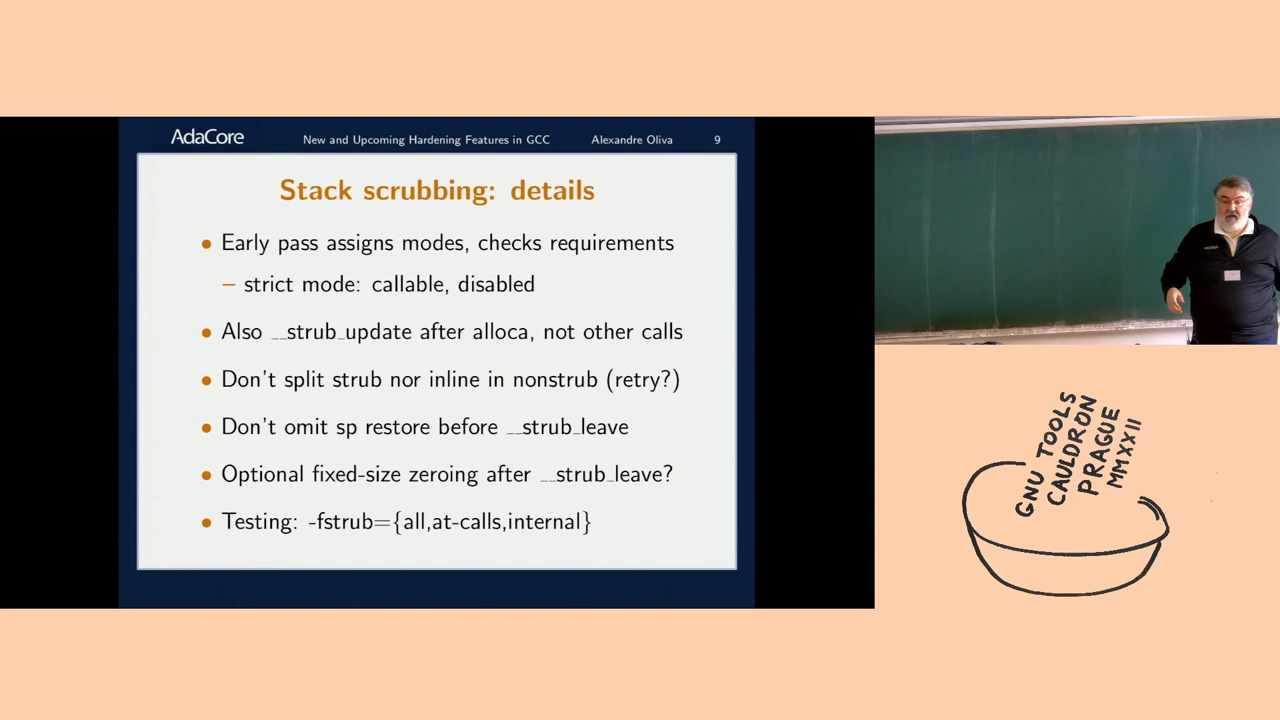 AdaCore New and Upcoming Hardening Features in GCC Alexandre Oliva 9
Stack scrubbing: details
• Early pass assigns modes, checks requirements
– strict mode: callable, disabled
• Also __strub_update after alloca, not other calls
• Don't split strub nor inline in nonstrub (retry?)
• Don't omit sp restore before __strub_leave
• Optional fixed-size zeroing after __strub_leave?
• Testing: -fstrub={all,at-calls,internal}
GNU TOOLS
CAULDRON
PRAGUE
MMXXII